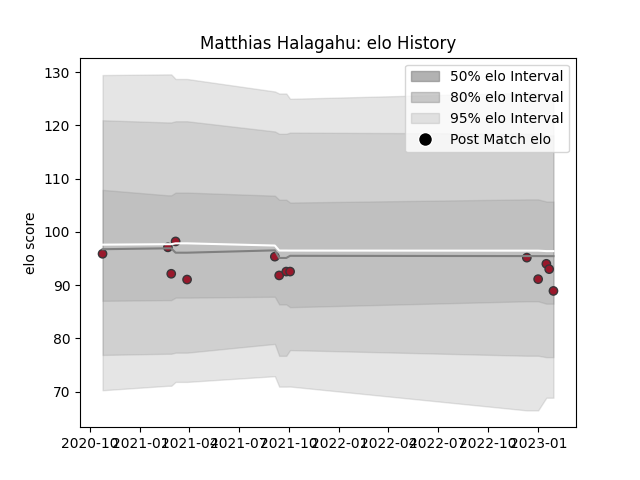 Matthias Halagahu: elo History
50% elo Interval
80% elo Interval
95% elo Interval
Post Match elo
elo score
130
120
110
100
90
80
70
2020-10 2021-01 2021-04 2021-07 2021-10 2022-01 2022-04 2022-07 2022-10 2023-01